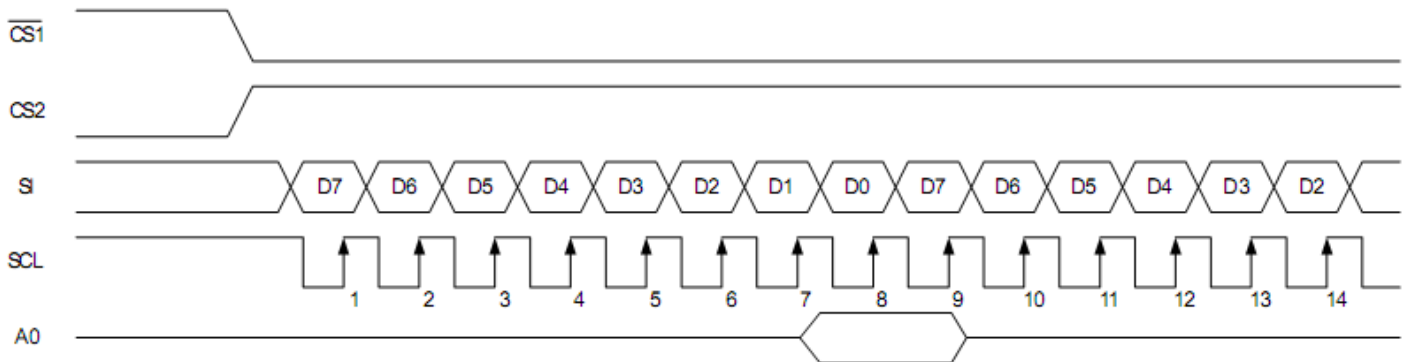 CS1
CS2
SI D7 D6 D5 D4 D3 D2 D1 D0 D7 D6 D5 D4 D3 D2
SCL
1 2 3 4 5 6 7 8 9 10 11 12 13 14
A0